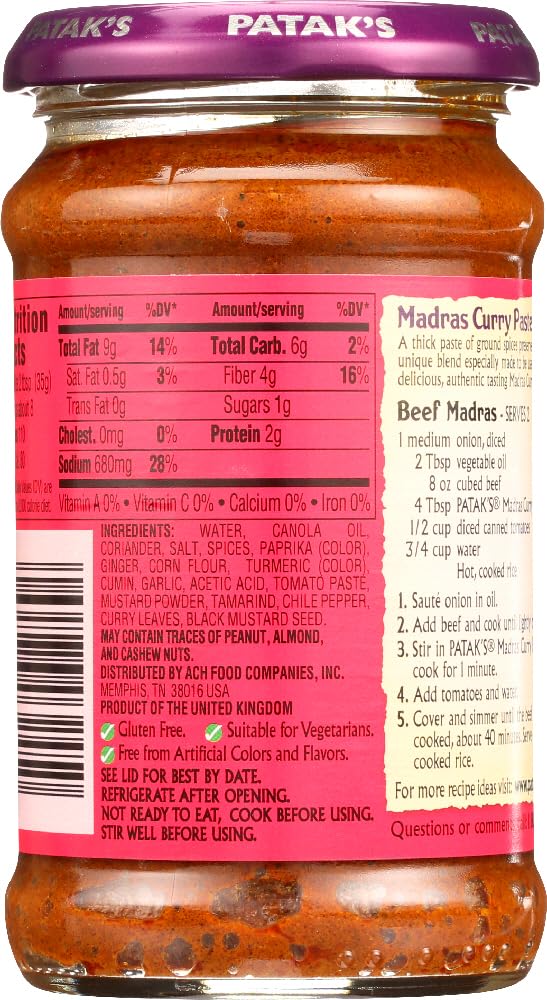 PATAK'S PATAK'S PATAK'S
Amount/serving %DV* Amount/serving %DV*
Total Fat 9g 14% Total Carb. 6g 2%
Sat. Fat 0.5g 3% Fiber 4g 16%
Trans Fat 0g Sugars 1g
Cholest. 0mg 0% Protein 2g
Sodium 680mg 28%
Vitamin A 0% • Vitamin C 0% • Calcium 0% • Iron 0%
(35g)
INGREDIENTS: WATER, CANOLA OIL,
CORIANDER, SALT, SPICES, PAPRIKA (COLOR),
GINGER, CORN FLOUR, TURMERIC (COLOR),
CUMIN, GARLIC, ACETIC ACID, TOMATO PASTE,
MUSTARD POWDER, TAMARIND, CHILE PEPPER,
CURRY LEAVES, BLACK MUSTARD SEED.
MAY CONTAIN TRACES OF PEANUT, ALMOND,
AND CASHEW NUTS.
DISTRIBUTED BY ACH FOOD COMPANIES, INC.
MEMPHIS, TN 38016 USA
PRODUCT OF THE UNITED KINGDOM
Gluten Free. Suitable for Vegetarians.
Free from Artificial Colors and Flavors.
SEE LID FOR BEST BY DATE.
REFRIGERATE AFTER OPENING.
NOT READY TO EAT, COOK BEFORE USING.
STIR WELL BEFORE USING.
Madras Curry Paste
A thick paste of ground spices
unique blend especially made to be
delicious, authentic tasting Madras
Beef Madras - SERVES 2
1 medium onion, diced
2 Tbsp vegetable oil
8 oz cubed beef
4 Tbsp PATAK'S® Madras
1/2 cup diced canned tomatoes
3/4 cup water
Hot, cooked rice
1. Sauté onion in oil.
2. Add beef and cook until
3. Stir in PATAK'S® Madras
cook for 1 minute.
4. Add tomatoes and water
5. Cover and simmer until
cooked, about 40 minutes.
cooked rice.
For more recipe ideas visit:
Questions or comments